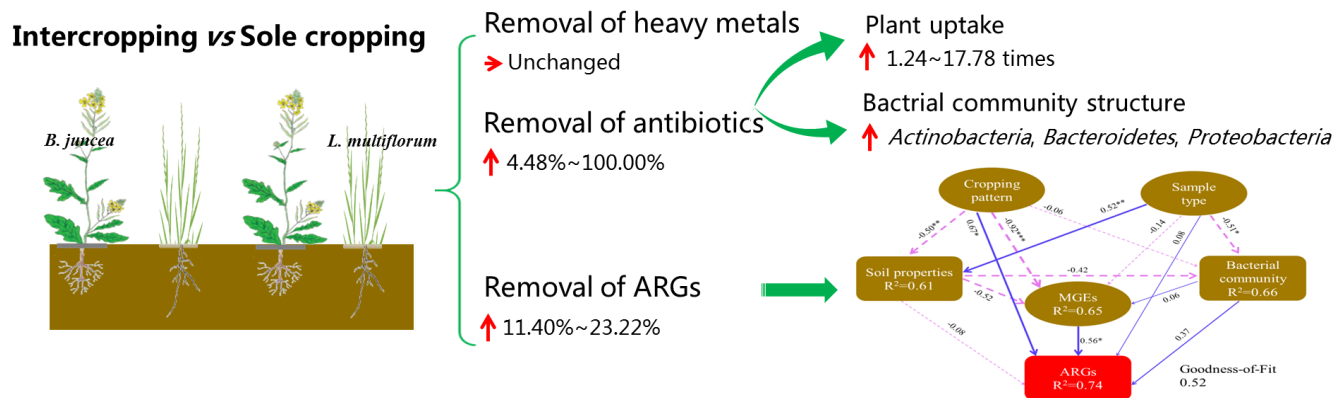 Intercropping vs Sole cropping
B. juncea
L. multiflorum
Removal of heavy metals
Unchanged
Removal of antibiotics
4.48%~100.00%
Removal of ARGs
11.40%~23.22%
Plant uptake
1.24~17.78 times
Bactrial community structure
Actinobacteria, Bacteroidetes, Proteobacteria
Cropping
pattern
Sample
type
-0.50**
0.67*
-0.92***
-0.06
0.52**
-0.14
0.08
-0.51*
Soil properties
R²=0.61
-0.42
Bacterial
community
R²=0.66
-0.52
MGEs
R²=0.65
0.06
-0.08
0.56*
0.37
ARGs
R²=0.74
Goodness-of-Fit
0.52